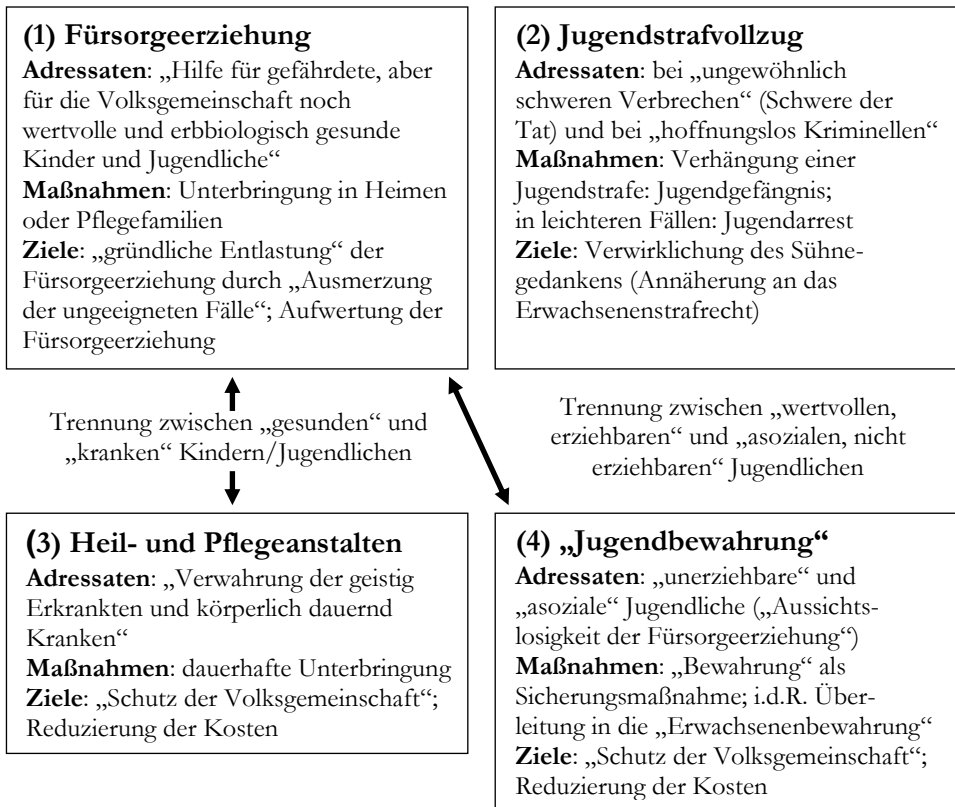 (1) Fürsorgeerziehung
Adressaten: „Hilfe für gefährdete, aber
für die Volksgemeinschaft noch
wertvolle und erbbiologisch gesunde
Kinder und Jugendliche“
Maßnahmen: Unterbringung in Heimen
oder Pflegefamilien
Ziele: „gründliche Entlastung“ der
Fürsorgeerziehung durch „Ausmerzung
der ungeeigneten Fälle“; Aufwertung der
Fürsorgeerziehung
(2) Jugendstrafvollzug
Adressaten: bei „ungewöhnlich
schweren Verbrechen“ (Schwere der
Tat) und bei „hoffnungslos Kriminellen“
Maßnahmen: Verhängung einer
Jugendstrafe: Jugendgefängnis;
in leichteren Fällen: Jugendarrest
Ziele: Verwirklichung des Sühne-
gedankens (Annäherung an das
Erwachsenenstrafrecht)
Trennung zwischen „gesunden“ und
„kranken“ Kindern/Jugendlichen
Trennung zwischen „wertvollen,
erziehbaren“ und „asozialen, nicht
erziehbaren“ Jugendlichen
(3) Heil- und Pflegeanstalten
Adressaten: „Verwahrung der geistig
Erkrankten und körperlich dauernd
Kranken“
Maßnahmen: dauerhafte Unterbringung
Ziele: „Schutz der Volksgemeinschaft“;
Reduzierung der Kosten
(4) „Jugendbewahrung“
Adressaten: „unerziehbare“ und
„asoziale“ Jugendliche („Aussichts-
losigkeit der Fürsorgeerziehung“)
Maßnahmen: „Bewahrung“ als
Sicherungsmaßnahme; i.d.R. Über-
leitung in die „Erwachsenenbewahrung“
Ziele: „Schutz der Volksgemeinschaft“;
Reduzierung der Kosten